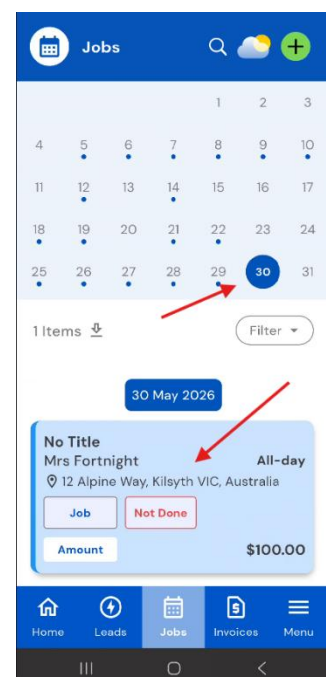 Jobs
1 2 3
4 5 6 7 8 9 10
11 12 13 14 15 16 17
18 19 20 21 22 23 24
25 26 27 28 29 30 31
1 Items Filter
30 May 2026
No Title
Mrs Fortnight All-day
12 Alpine Way, Kilsyth VIC, Australia
Job Not Done
Amount $100.00
Home Leads Jobs Invoices Menu